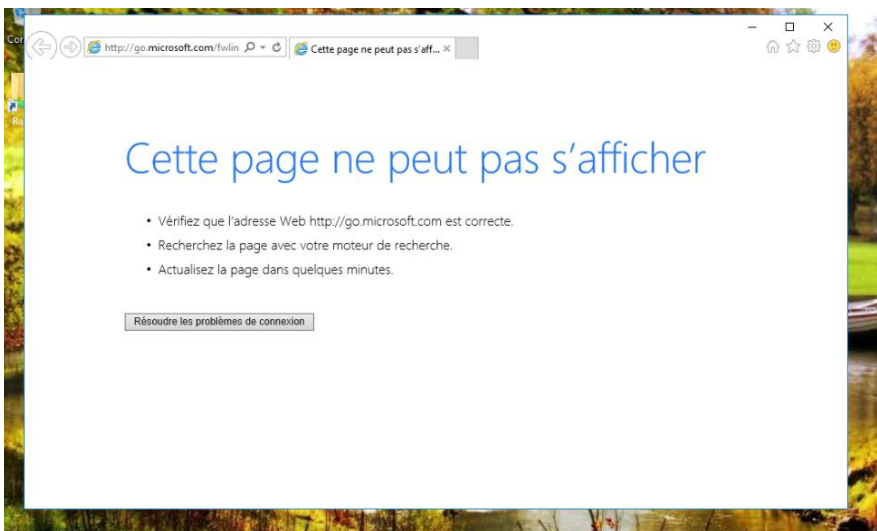 Cor
http://go.microsoft.com/fwlin
Cette page ne peut pas s'aff...
Ra
Cette page ne peut pas s'afficher
• Vérifiez que l'adresse Web http://go.microsoft.com est correcte.
• Recherchez la page avec votre moteur de recherche.
• Actualisez la page dans quelques minutes.
Résoudre les problèmes de connexion